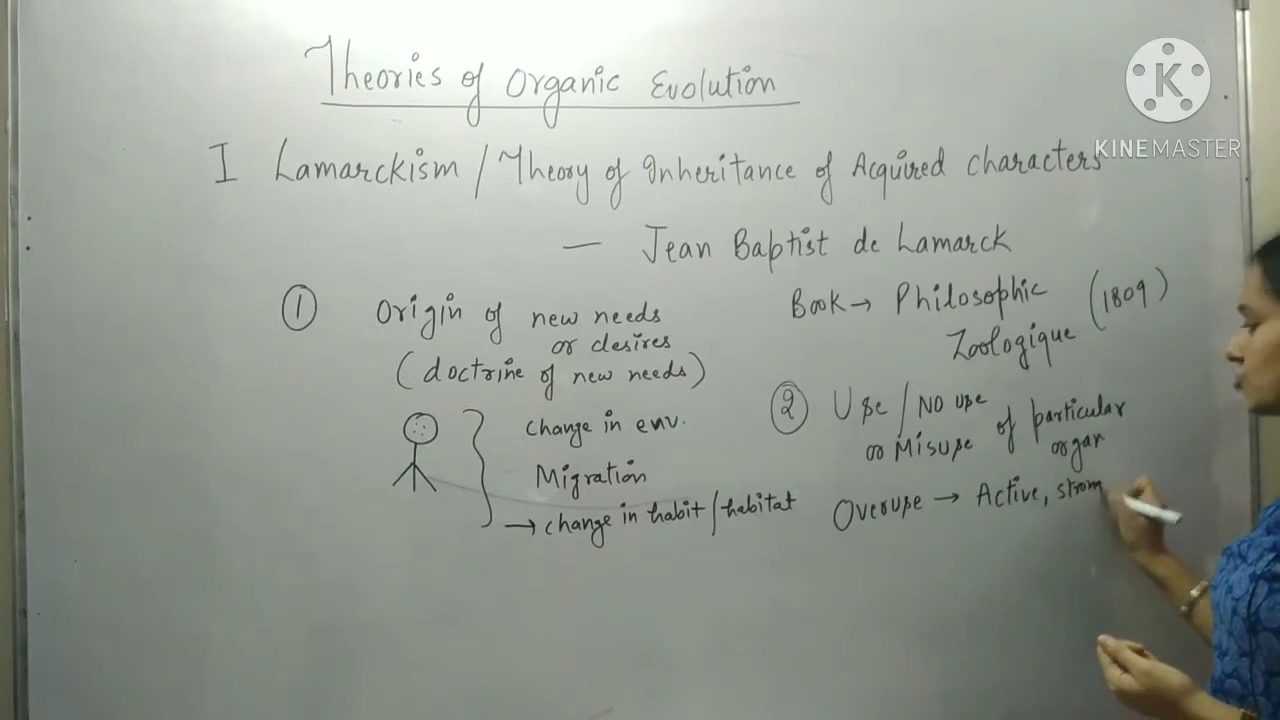 Theories of Organic Evolution
I Lamarckism / Theory of Inheritance of Acquired characters
— Jean Baptist de Lamarck
Book → Philosophic (1809)
Zoologique
① Origin of new needs
or desires
(doctrine of new needs)
change in env.
Migration
→ change in habit/habitat
② Use / No use
or Misuse of particular
organ
Overuse → Active, stron
K
KINEMASTER